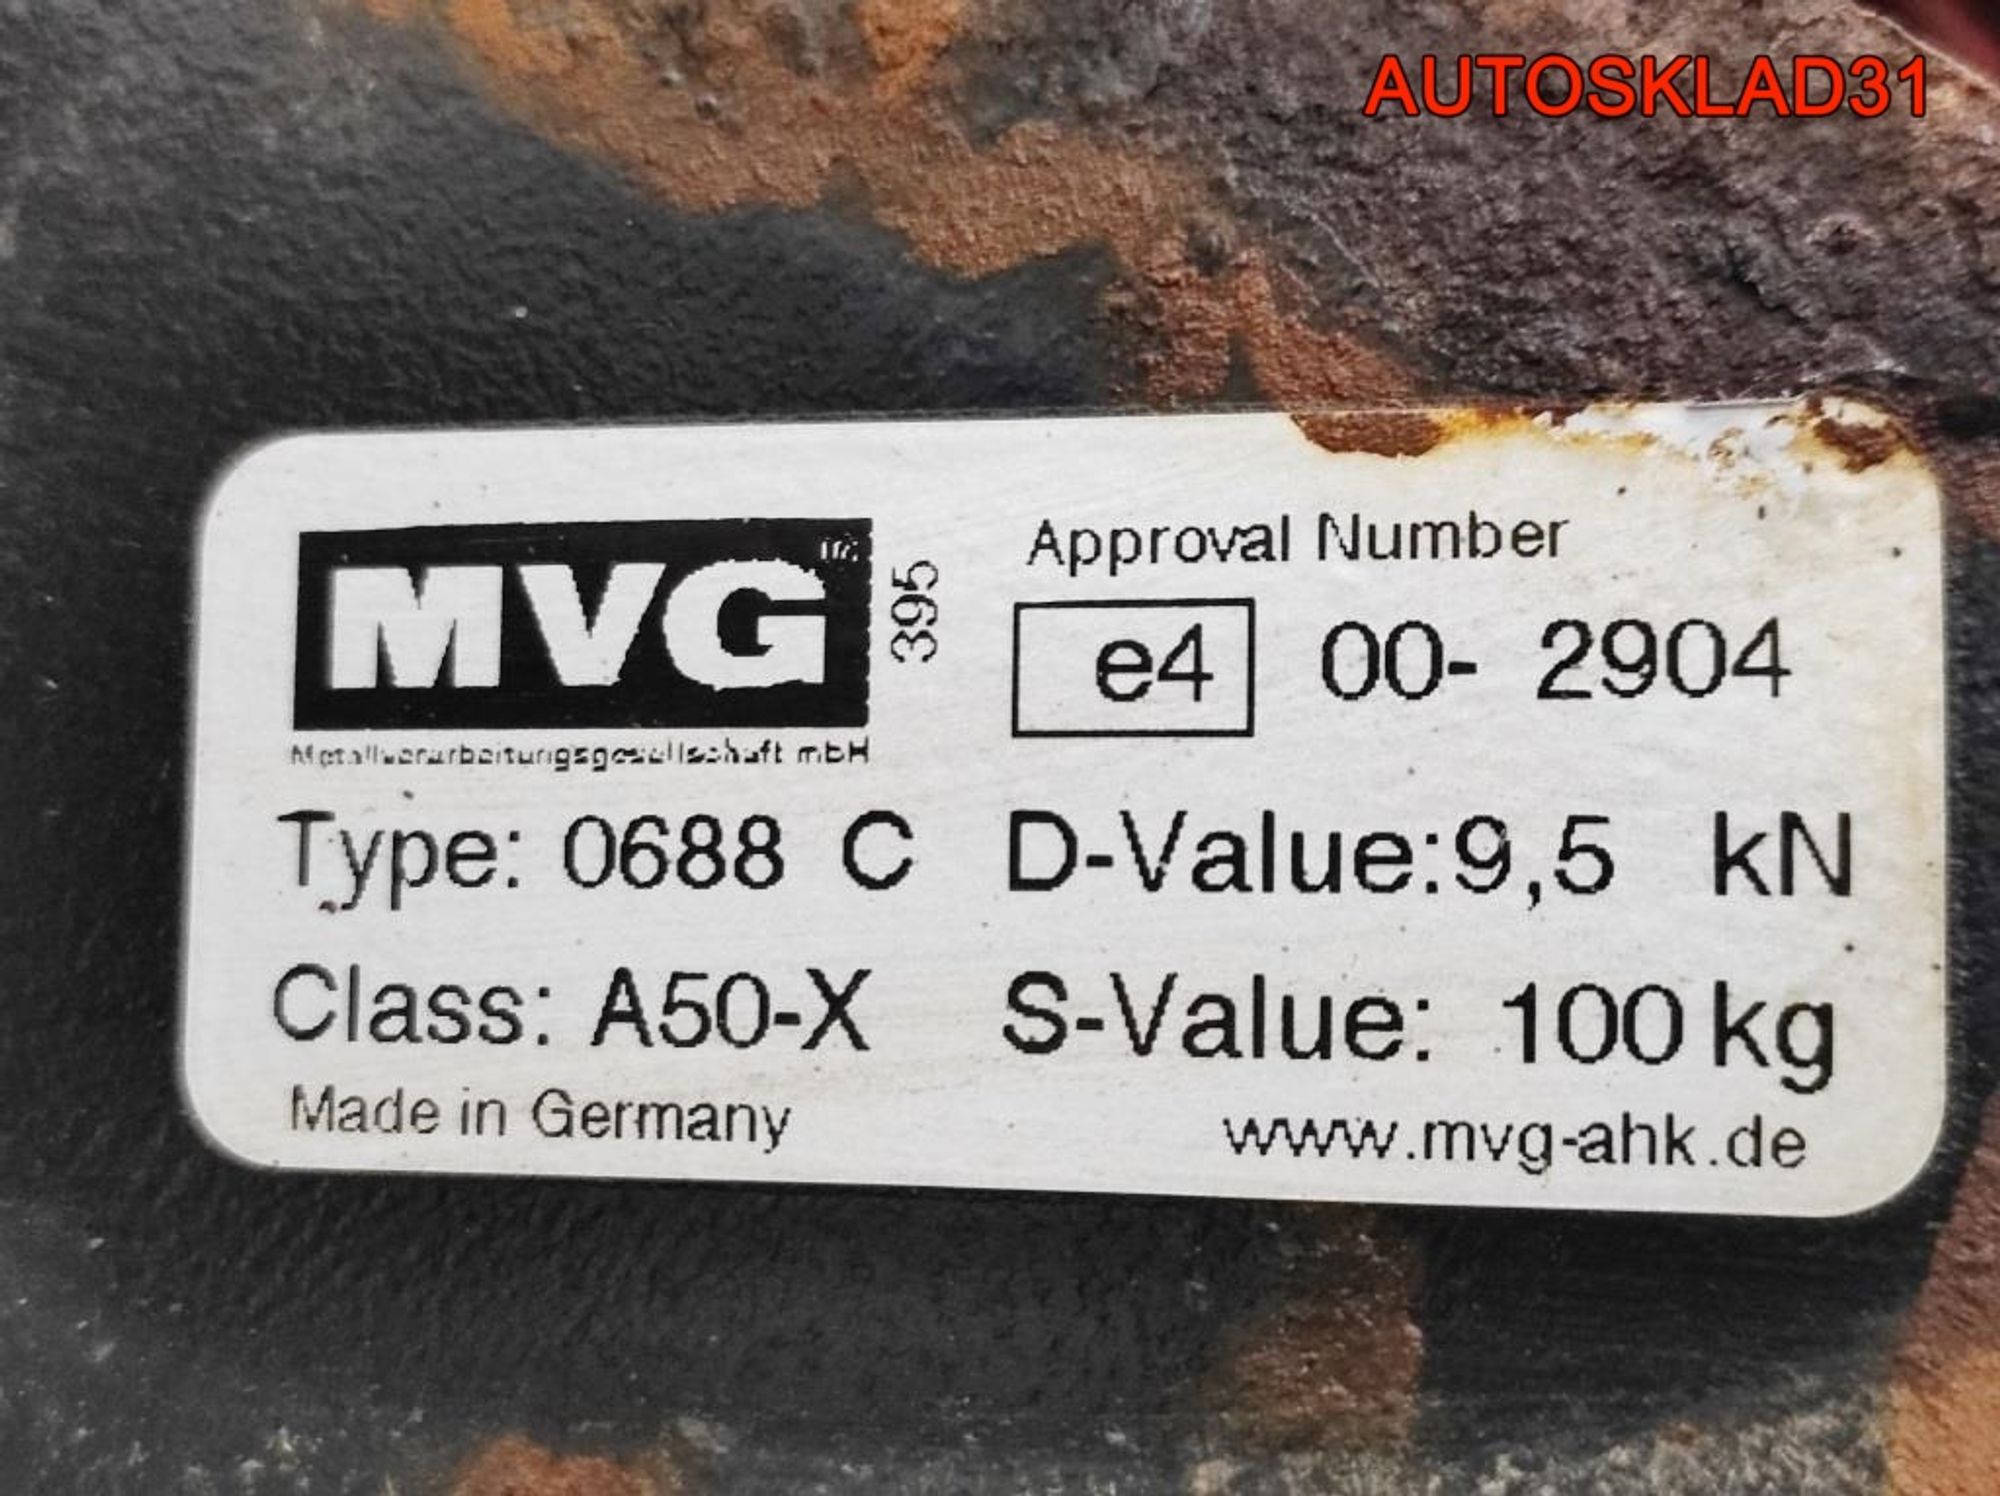 AUTOSKLAD31
MVG
395
Metallverarbeitungsgesellschaft mbH
Approval Number
e4 00- 2904
Type: 0688 C D-Value:9,5 kN
Class: A50-X S-Value: 100 kg
Made in Germany www.mvg-ahk.de